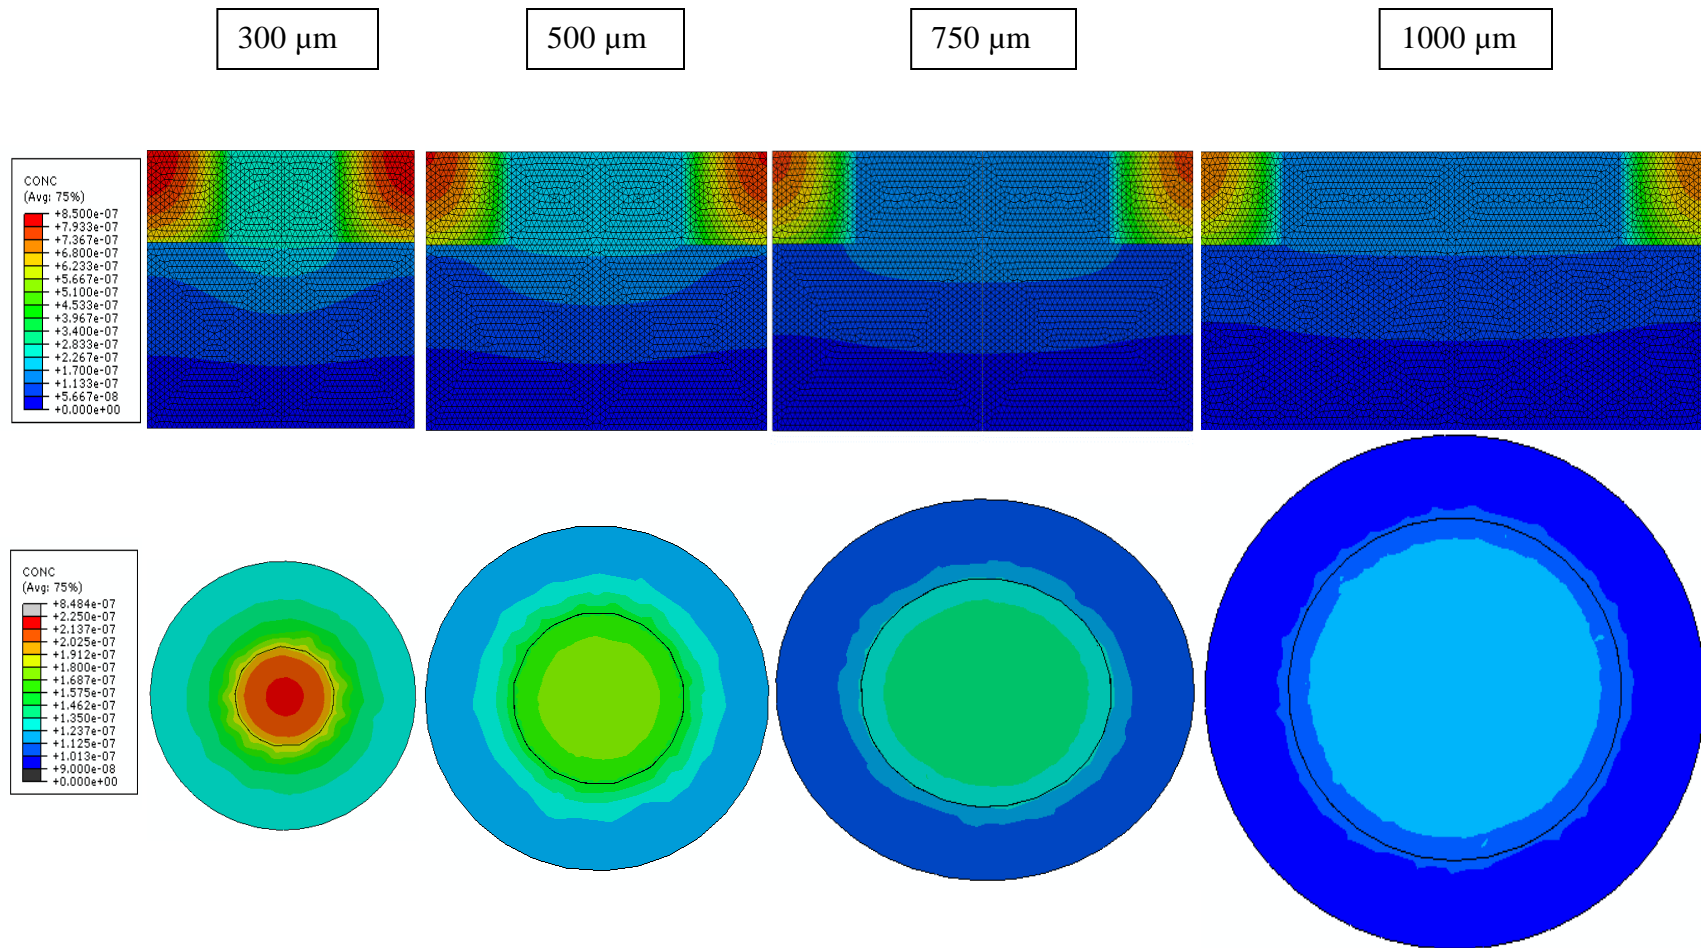 300 µm
500 µm
750 µm
1000 µm
CONC
(Avg: 75%)
+8.500e-07
+7.933e-07
+7.367e-07
+6.800e-07
+6.233e-07
+5.667e-07
+5.100e-07
+4.533e-07
+3.967e-07
+3.400e-07
+2.833e-07
+2.267e-07
+1.700e-07
+1.133e-07
+5.667e-08
+0.000e+00
CONC
(Avg: 75%)
+8.484e-07
+2.250e-07
+2.137e-07
+2.025e-07
+1.912e-07
+1.800e-07
+1.687e-07
+1.575e-07
+1.462e-07
+1.350e-07
+1.237e-07
+1.125e-07
+1.013e-07
+9.000e-08
+0.000e+00